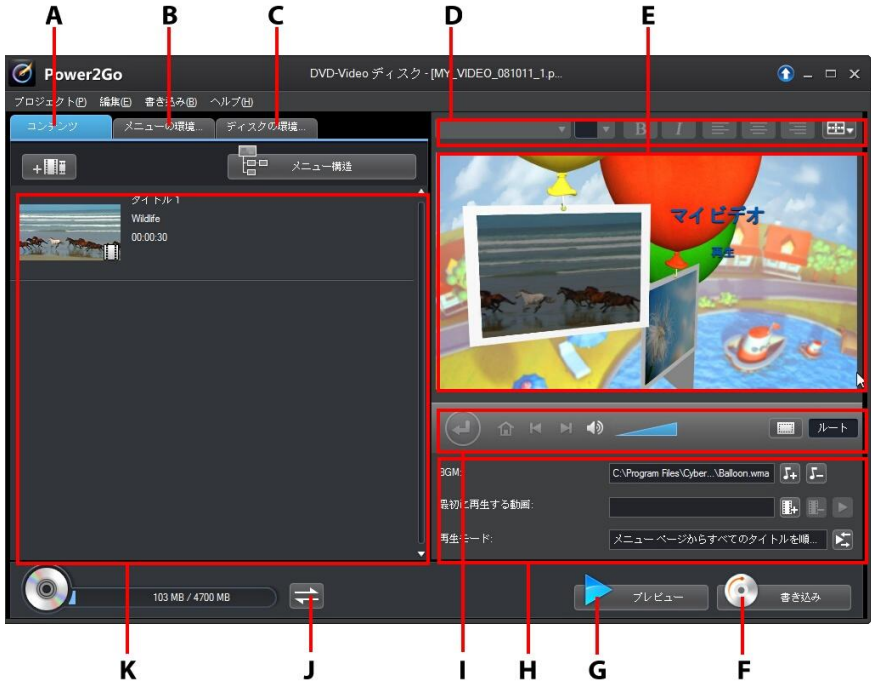 A B C D E
Power2Go DVD-Video ディスク - [MY_VIDEO_081011_1.p...
プロジェクト(P) 編集(E) 書き込み(B) ヘルプ(H)
コンテンツ メニューの環境... ディスクの環境...
B I
メニュー構造
タイトル 1
Wildlife
00:00:30
マイビデオ
再生
ルート
BGM: C:\Program Files\Cyber...\Balloon.wma
最初に再生する動画:
再生モード: メニュー ページからすべてのタイトルを順...
103 MB / 4700 MB
プレビュー 書き込み
K J I H G F